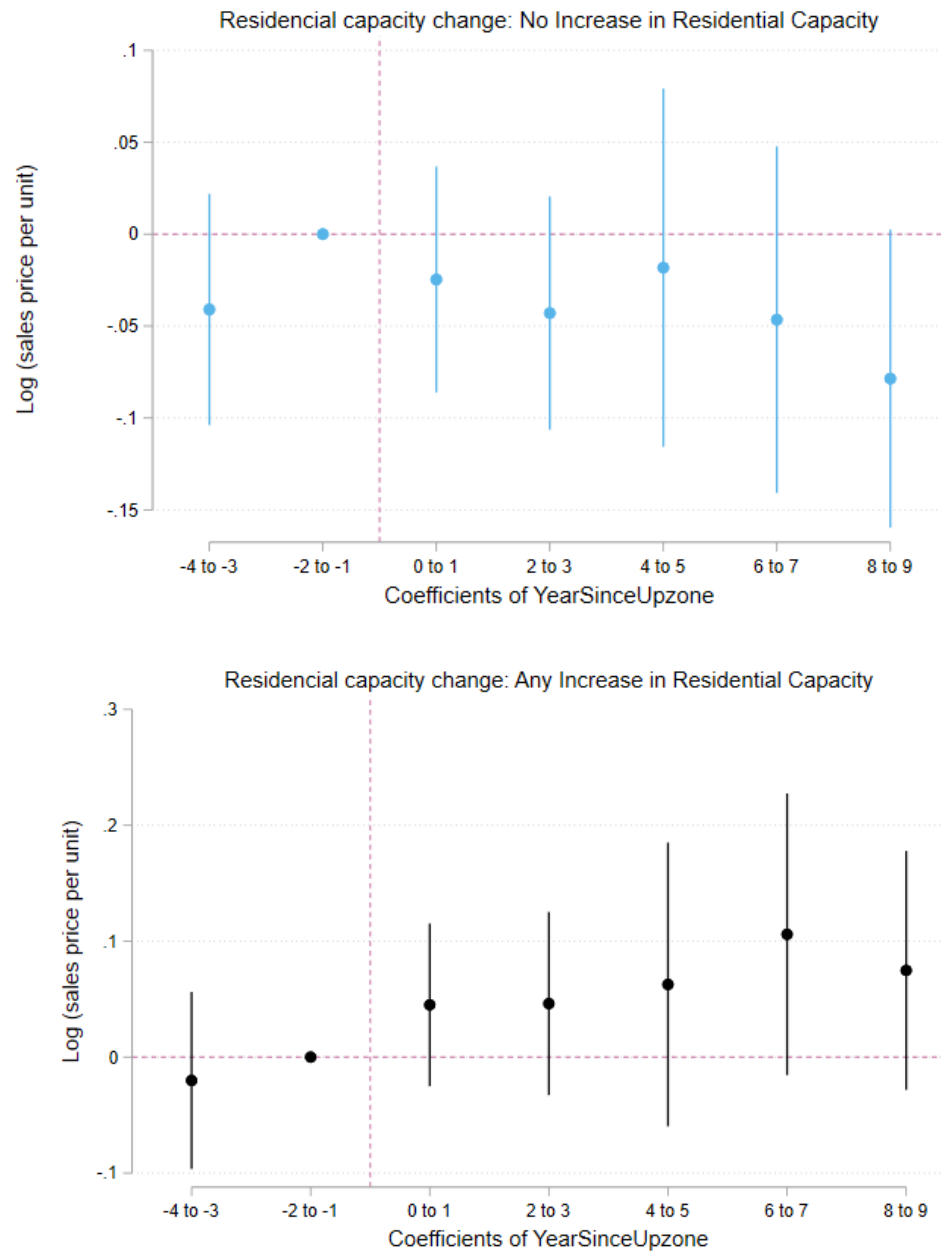 Residencial capacity change: No Increase in Residential Capacity
Log (sales price per unit)
.1
.05
0
-.05
-.1
-.15
-4 to -3 -2 to -1 0 to 1 2 to 3 4 to 5 6 to 7 8 to 9
Coefficients of YearSinceUpzone
Residencial capacity change: Any Increase in Residential Capacity
Log (sales price per unit)
.3
.2
.1
0
-.1
-4 to -3 -2 to -1 0 to 1 2 to 3 4 to 5 6 to 7 8 to 9
Coefficients of YearSinceUpzone